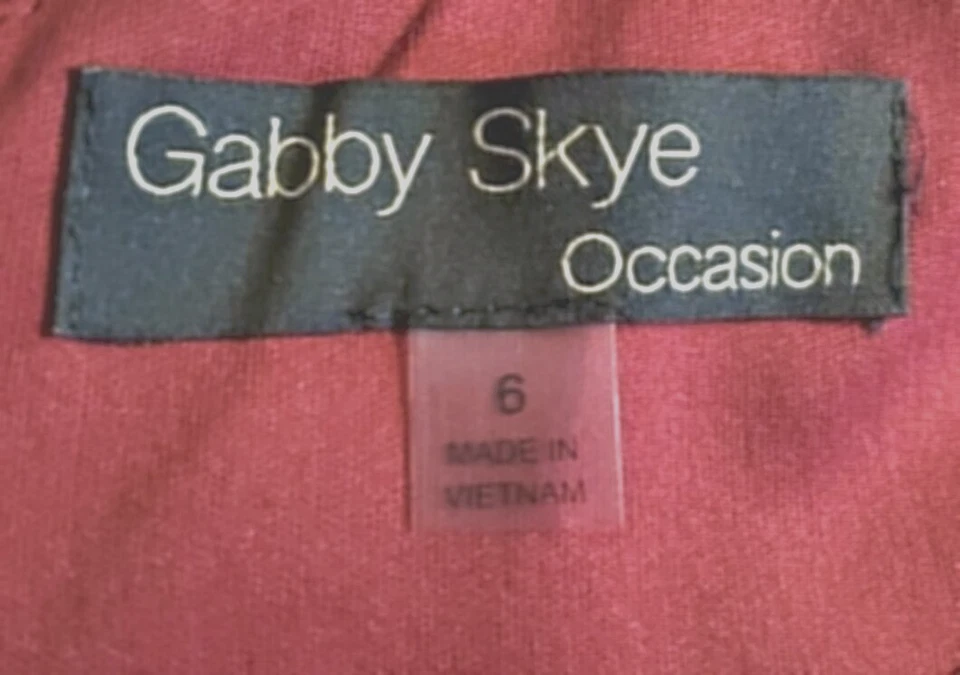 Gabby Skye
Occasion
6
MADE IN
VIETNAM